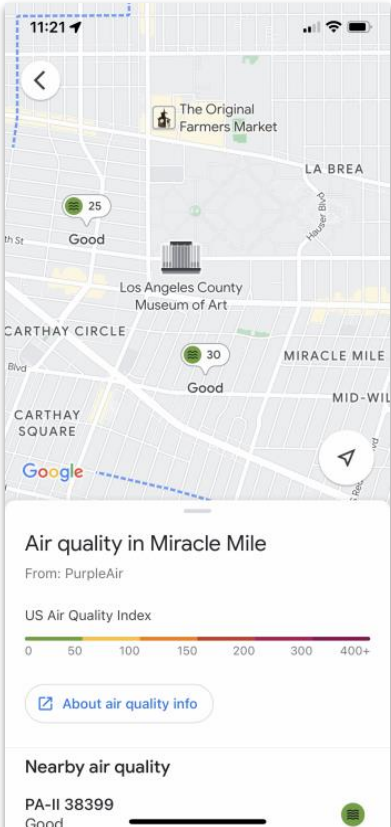 11:21
The Original
Farmers Market
LA BREA
Hauser Blvd
25
Good
th St
Los Angeles County
Museum of Art
CARTHAY CIRCLE
30
MIRACLE MILE
Blvd
Good
MID-WIL
CARTHAY
SQUARE
Google
Air quality in Miracle Mile
From: PurpleAir
US Air Quality Index
0 50 100 150 200 300 400+
About air quality info
Nearby air quality
PA-II 38399
Good